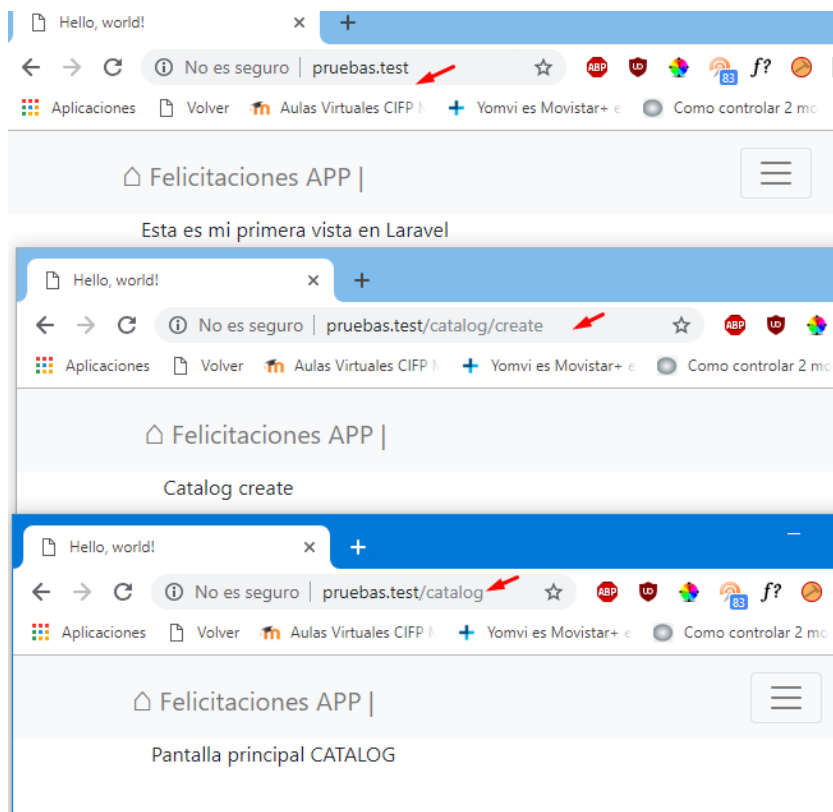 Hello, world!
No es seguro | pruebas.test
ABP
83
f?
Aplicaciones Volver Aulas Virtuales CIFP Yomvi es Movistar+ e Como controlar 2 mo
Felicitaciones APP |
Esta es mi primera vista en Laravel
Hello, world!
No es seguro | pruebas.test/catalog/create
ABP
Aplicaciones Volver Aulas Virtuales CIFP Yomvi es Movistar+ e Como controlar 2 mo
Felicitaciones APP |
Catalog create
Hello, world!
No es seguro | pruebas.test/catalog
ABP
83
f?
Aplicaciones Volver Aulas Virtuales CIFP Yomvi es Movistar+ e Como controlar 2 mo
Felicitaciones APP |
Pantalla principal CATALOG